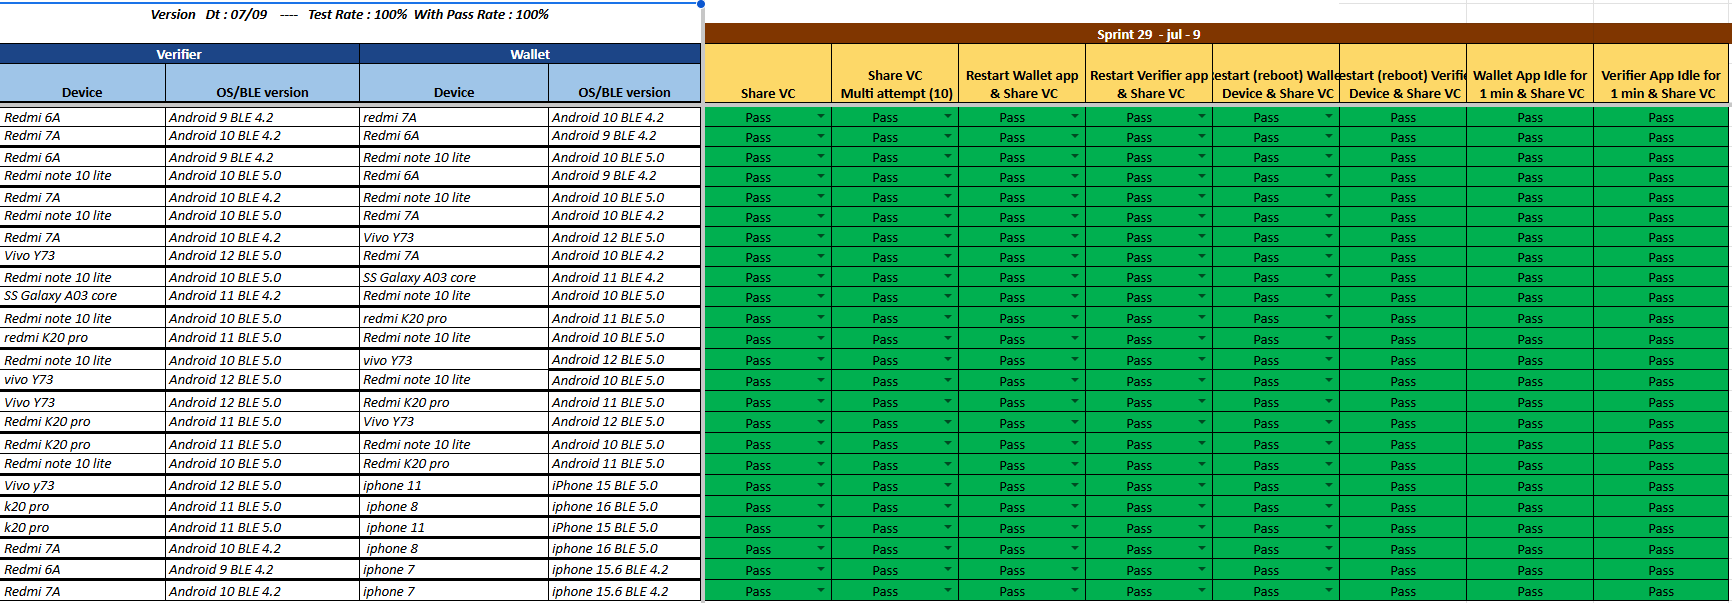 Version Dt : 07/09 ---- Test Rate : 100% With Pass Rate : 100%
Sprint 29 - jul - 9
Verifier Wallet
Device OS/BLE version Device OS/BLE version Share VC Share VC Multi attempt (10) Restart Wallet app & Share VC Restart Verifier app & Share VC estart (reboot) Walle Device & Share VC estart (reboot) Verifie Device & Share VC Wallet App Idle for 1 min & Share VC Verifier App Idle for 1 min & Share VC
Redmi 6A Android 9 BLE 4.2 redmi 7A Android 10 BLE 4.2 Pass Pass Pass Pass Pass Pass Pass Pass
Redmi 7A Android 10 BLE 4.2 Redmi 6A Android 9 BLE 4.2 Pass Pass Pass Pass Pass Pass Pass Pass
Redmi 6A Android 9 BLE 4.2 Redmi note 10 lite Android 10 BLE 5.0 Pass Pass Pass Pass Pass Pass Pass Pass
Redmi note 10 lite Android 10 BLE 5.0 Redmi 6A Android 9 BLE 4.2 Pass Pass Pass Pass Pass Pass Pass Pass
Redmi 7A Android 10 BLE 4.2 Redmi note 10 lite Android 10 BLE 5.0 Pass Pass Pass Pass Pass Pass Pass Pass
Redmi note 10 lite Android 10 BLE 5.0 Redmi 7A Android 10 BLE 4.2 Pass Pass Pass Pass Pass Pass Pass Pass
Redmi 7A Android 10 BLE 4.2 Vivo Y73 Android 12 BLE 5.0 Pass Pass Pass Pass Pass Pass Pass Pass
Vivo Y73 Android 12 BLE 5.0 Redmi 7A Android 10 BLE 4.2 Pass Pass Pass Pass Pass Pass Pass Pass
Redmi note 10 lite Android 10 BLE 5.0 SS Galaxy A03 core Android 11 BLE 4.2 Pass Pass Pass Pass Pass Pass Pass Pass
SS Galaxy A03 core Android 11 BLE 4.2 Redmi note 10 lite Android 10 BLE 5.0 Pass Pass Pass Pass Pass Pass Pass Pass
Redmi note 10 lite Android 10 BLE 5.0 redmi K20 pro Android 11 BLE 5.0 Pass Pass Pass Pass Pass Pass Pass Pass
redmi K20 pro Android 11 BLE 5.0 Redmi note 10 lite Android 10 BLE 5.0 Pass Pass Pass Pass Pass Pass Pass Pass
Redmi note 10 lite Android 10 BLE 5.0 vivo Y73 Android 12 BLE 5.0 Pass Pass Pass Pass Pass Pass Pass Pass
vivo Y73 Android 12 BLE 5.0 Redmi note 10 lite Android 10 BLE 5.0 Pass Pass Pass Pass Pass Pass Pass Pass
Vivo Y73 Android 12 BLE 5.0 Redmi K20 pro Android 11 BLE 5.0 Pass Pass Pass Pass Pass Pass Pass Pass
Redmi K20 pro Android 11 BLE 5.0 Vivo Y73 Android 12 BLE 5.0 Pass Pass Pass Pass Pass Pass Pass Pass
Redmi K20 pro Android 11 BLE 5.0 Redmi note 10 lite Android 10 BLE 5.0 Pass Pass Pass Pass Pass Pass Pass Pass
Redmi note 10 lite Android 10 BLE 5.0 Redmi K20 pro Android 11 BLE 5.0 Pass Pass Pass Pass Pass Pass Pass Pass
Vivo y73 Android 12 BLE 5.0 iphone 11 iPhone 15 BLE 5.0 Pass Pass Pass Pass Pass Pass Pass Pass
k20 pro Android 11 BLE 5.0 iphone 8 iphone 16 BLE 5.0 Pass Pass Pass Pass Pass Pass Pass Pass
k20 pro Android 11 BLE 5.0 iphone 11 iPhone 15 BLE 5.0 Pass Pass Pass Pass Pass Pass Pass Pass
Redmi 7A Android 10 BLE 4.2 iphone 8 iphone 16 BLE 5.0 Pass Pass Pass Pass Pass Pass Pass Pass
Redmi 6A Android 9 BLE 4.2 iphone 7 iphone 15.6 BLE 4.2 Pass Pass Pass Pass Pass Pass Pass Pass
Redmi 7A Android 10 BLE 4.2 iphone 7 iphone 15.6 BLE 4.2 Pass Pass Pass Pass Pass Pass Pass Pass